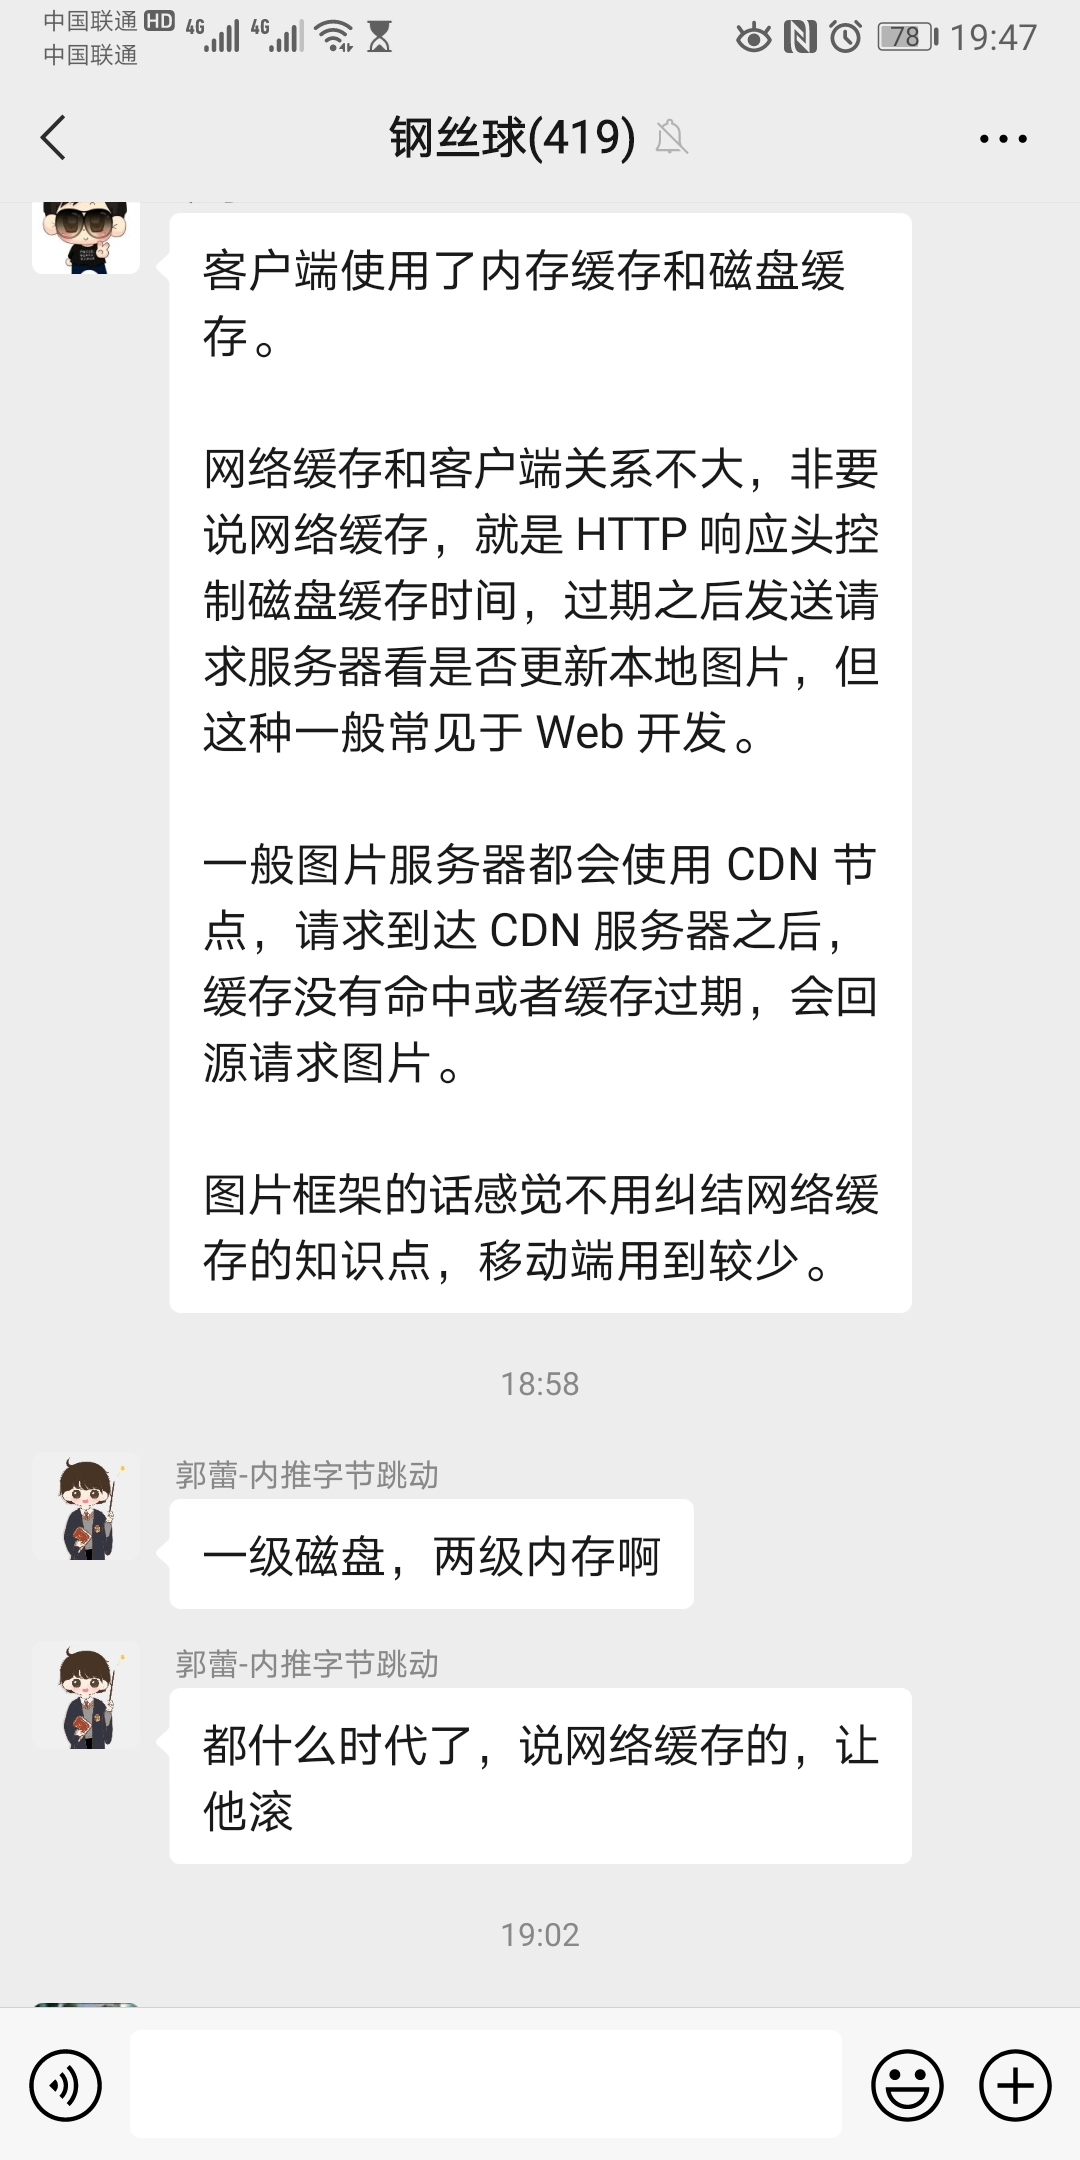 中国联通 HD 4G 4G 78 19:47
中国联通
钢丝球(419)
客户端使用了内存缓存和磁盘缓
存。
网络缓存和客户端关系不大，非要
说网络缓存，就是 HTTP 响应头控
制磁盘缓存时间，过期之后发送请
求服务器看是否更新本地图片，但
这种一般常见于 Web 开发。
一般图片服务器都会使用 CDN 节
点，请求到达 CDN 服务器之后，
缓存没有命中或者缓存过期，会回
源请求图片。
图片框架的话感觉不用纠结网络缓
存的知识点，移动端用到较少。
18:58
郭蕾-内推字节跳动
一级磁盘，两级内存啊
郭蕾-内推字节跳动
都什么时代了，说网络缓存的，让
他滚
19:02